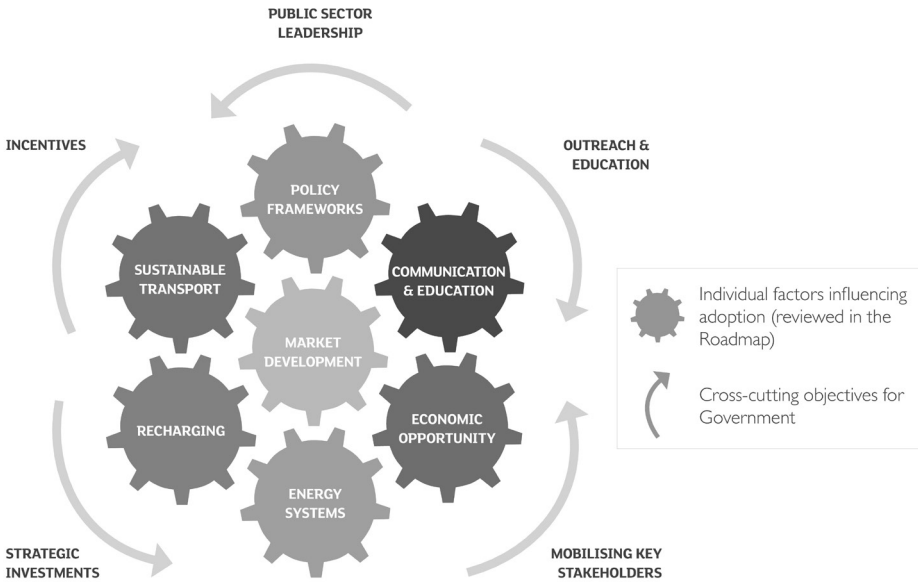 PUBLIC SECTOR
LEADERSHIP
INCENTIVES
OUTREACH &
EDUCATION
POLICY
FRAMEWORKS
SUSTAINABLE
TRANSPORT
COMMUNICATION
& EDUCATION
MARKET
DEVELOPMENT
RECHARGING
ECONOMIC
OPPORTUNITY
ENERGY
SYSTEMS
STRATEGIC
INVESTMENTS
MOBILISING KEY
STAKEHOLDERS
Individual factors influencing
adoption (reviewed in the
Roadmap)
Cross-cutting objectives for
Government